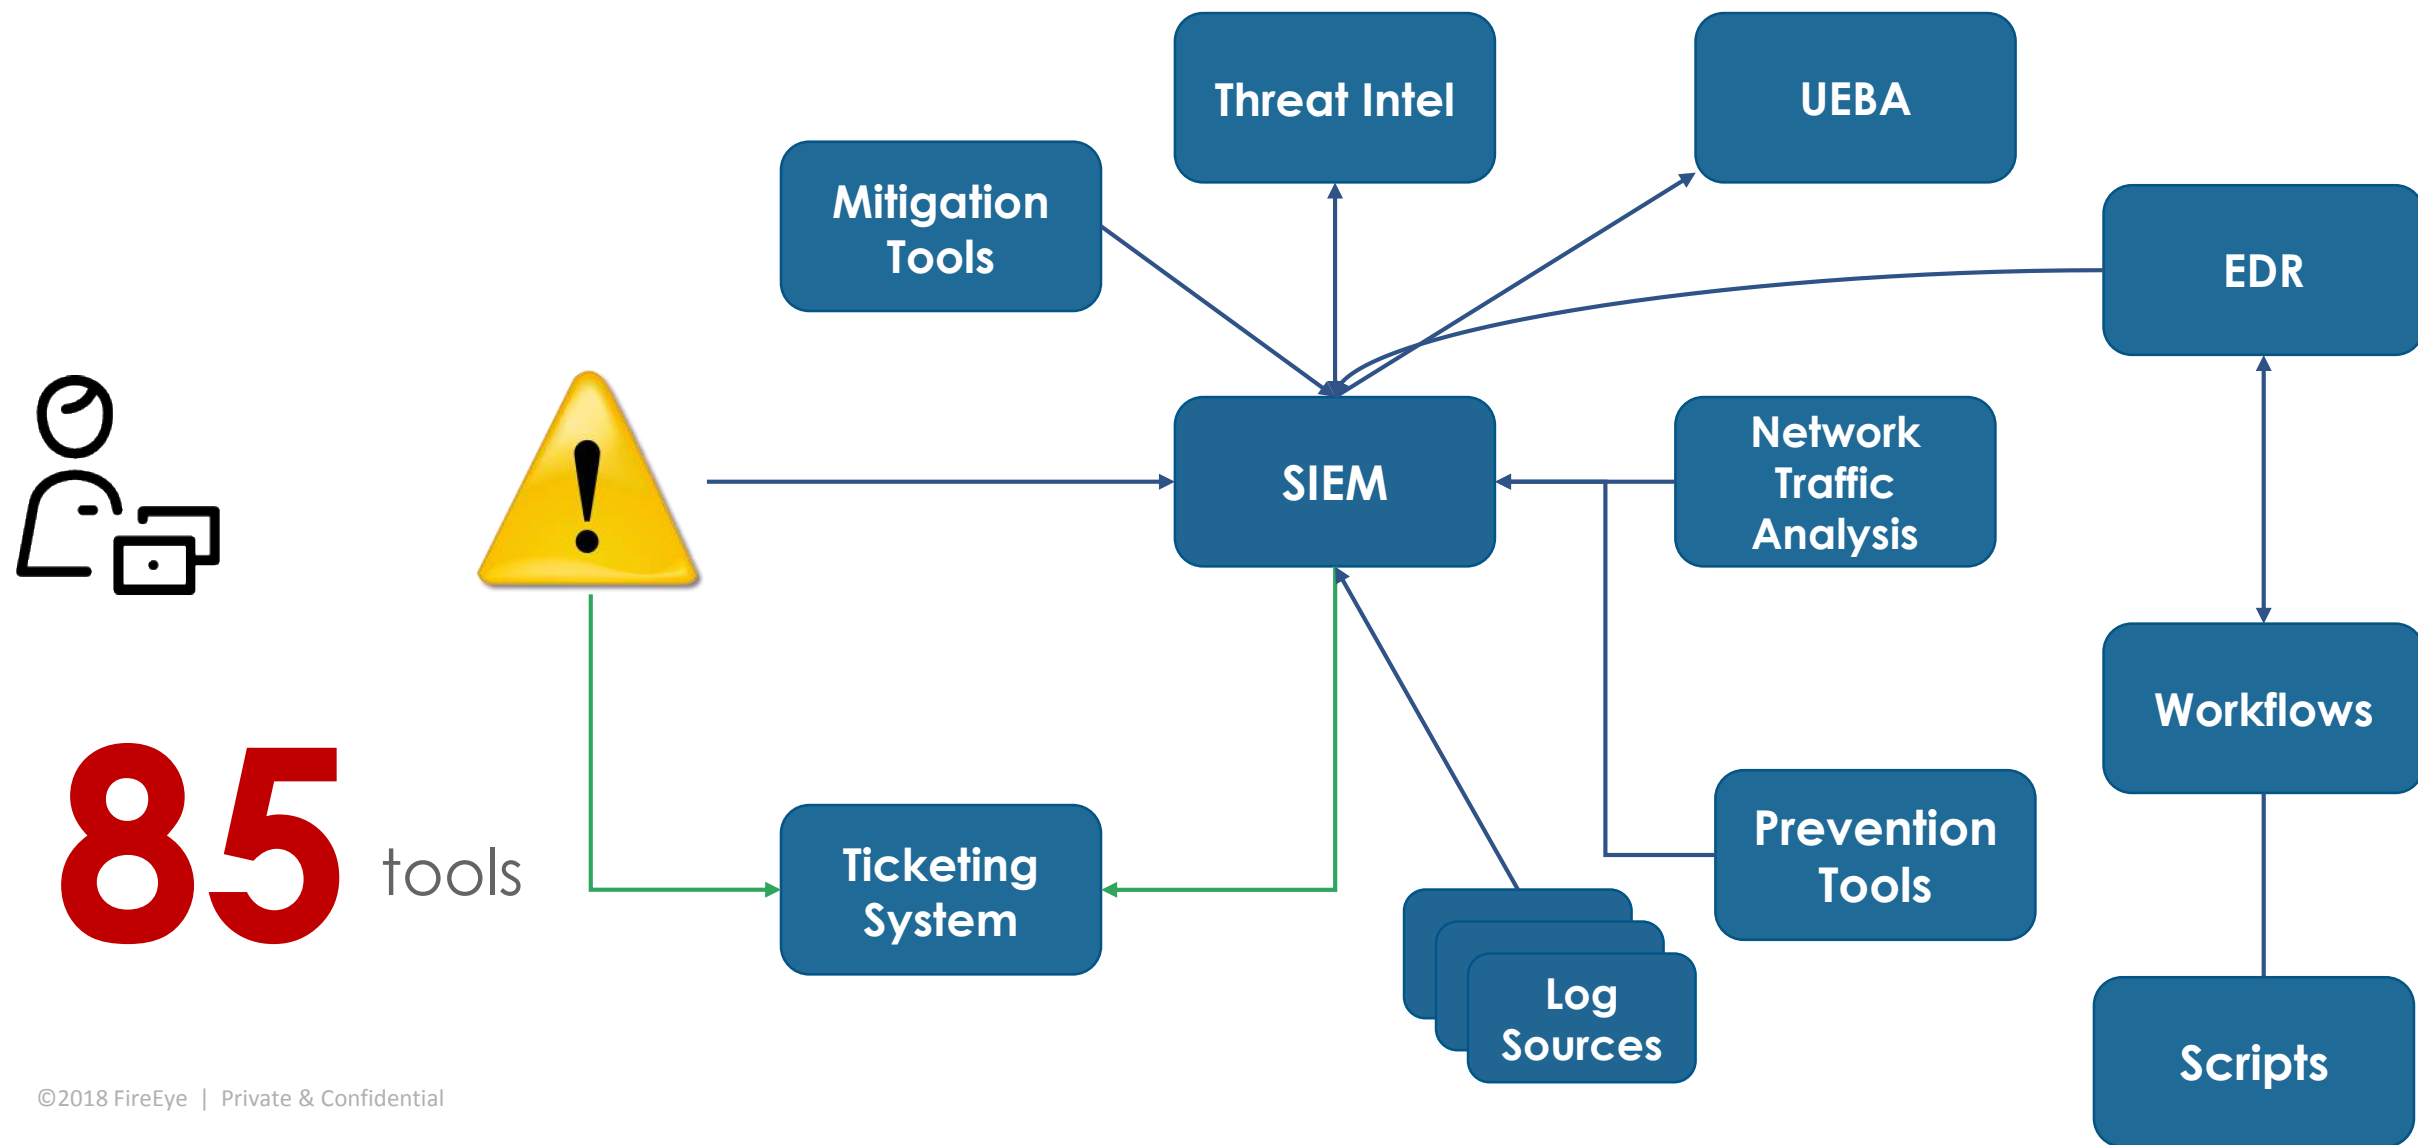 Threat Intel
UEBA
Mitigation
Tools
EDR
SIEM
Network
Traffic
Analysis
Workflows
85 tools
Ticketing
System
Prevention
Tools
Log
Sources
Scripts
©2018 FireEye | Private & Confidential